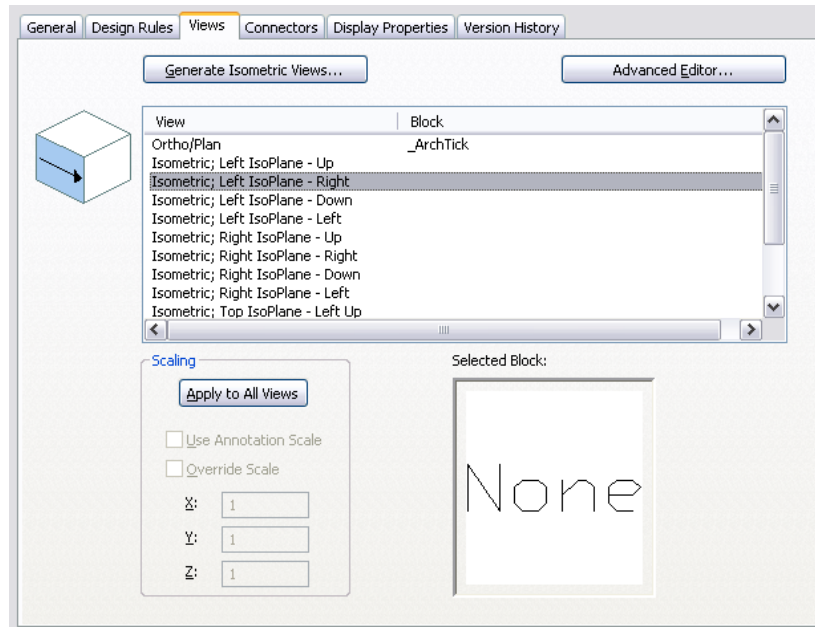 General Design Rules Views Connectors Display Properties Version History
Generate Isometric Views... Advanced Editor...
View Block
Ortho/Plan _ArchTick
Isometric; Left IsoPlane - Up
Isometric; Left IsoPlane - Right
Isometric; Left IsoPlane - Down
Isometric; Left IsoPlane - Left
Isometric; Right IsoPlane - Up
Isometric; Right IsoPlane - Right
Isometric; Right IsoPlane - Down
Isometric; Right IsoPlane - Left
Isometric; Top IsoPlane - Left Up
Scaling
Apply to All Views
Use Annotation Scale
Override Scale
X: 1
Y: 1
Z: 1
Selected Block:
None